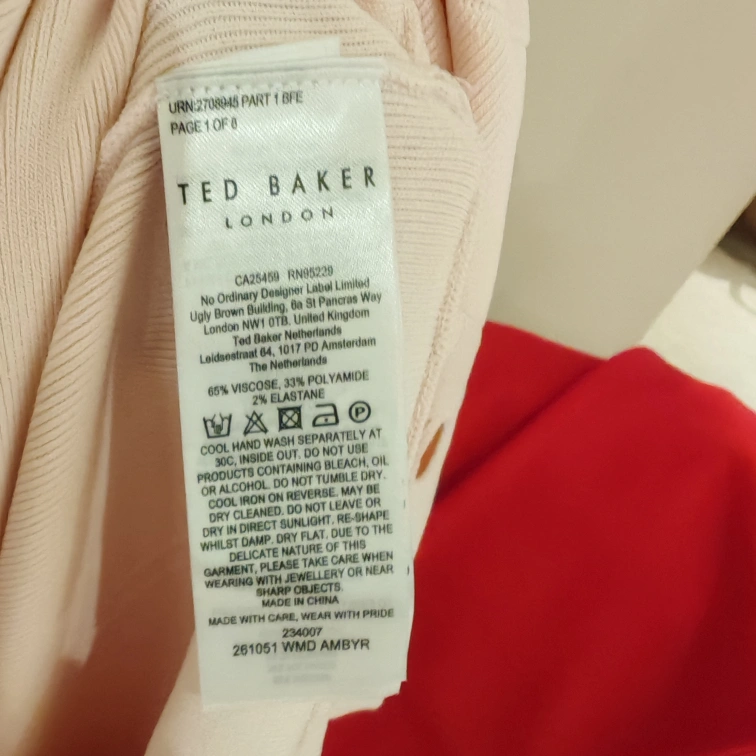 URN:2708945 PART 1 BFE
PAGE 1 OF 8
TED BAKER
LONDON
CA25459 RN95229
No Ordinary Designer Label Limited
Ugly Brown Building, 6a St Pancras Way
London NW1 0TB. United Kingdom
Ted Baker Netherlands
Leidsestraat 64, 1017 PD Amsterdam
The Netherlands
65% VISCOSE, 33% POLYAMIDE
2% ELASTANE
P
COOL HAND WASH SEPARATELY AT
30C, INSIDE OUT. DO NOT USE
PRODUCTS CONTAINING BLEACH, OIL
OR ALCOHOL. DO NOT TUMBLE DRY.
COOL IRON ON REVERSE. MAY BE
DRY CLEANED. DO NOT LEAVE OR
DRY IN DIRECT SUNLIGHT. RE-SHAPE
WHILST DAMP. DRY FLAT. DUE TO THE
DELICATE NATURE OF THIS
GARMENT, PLEASE TAKE CARE WHEN
WEARING WITH JEWELLERY OR NEAR
SHARP OBJECTS.
MADE IN CHINA
MADE WITH CARE, WEAR WITH PRIDE
234007
261051 WMD AMBYR